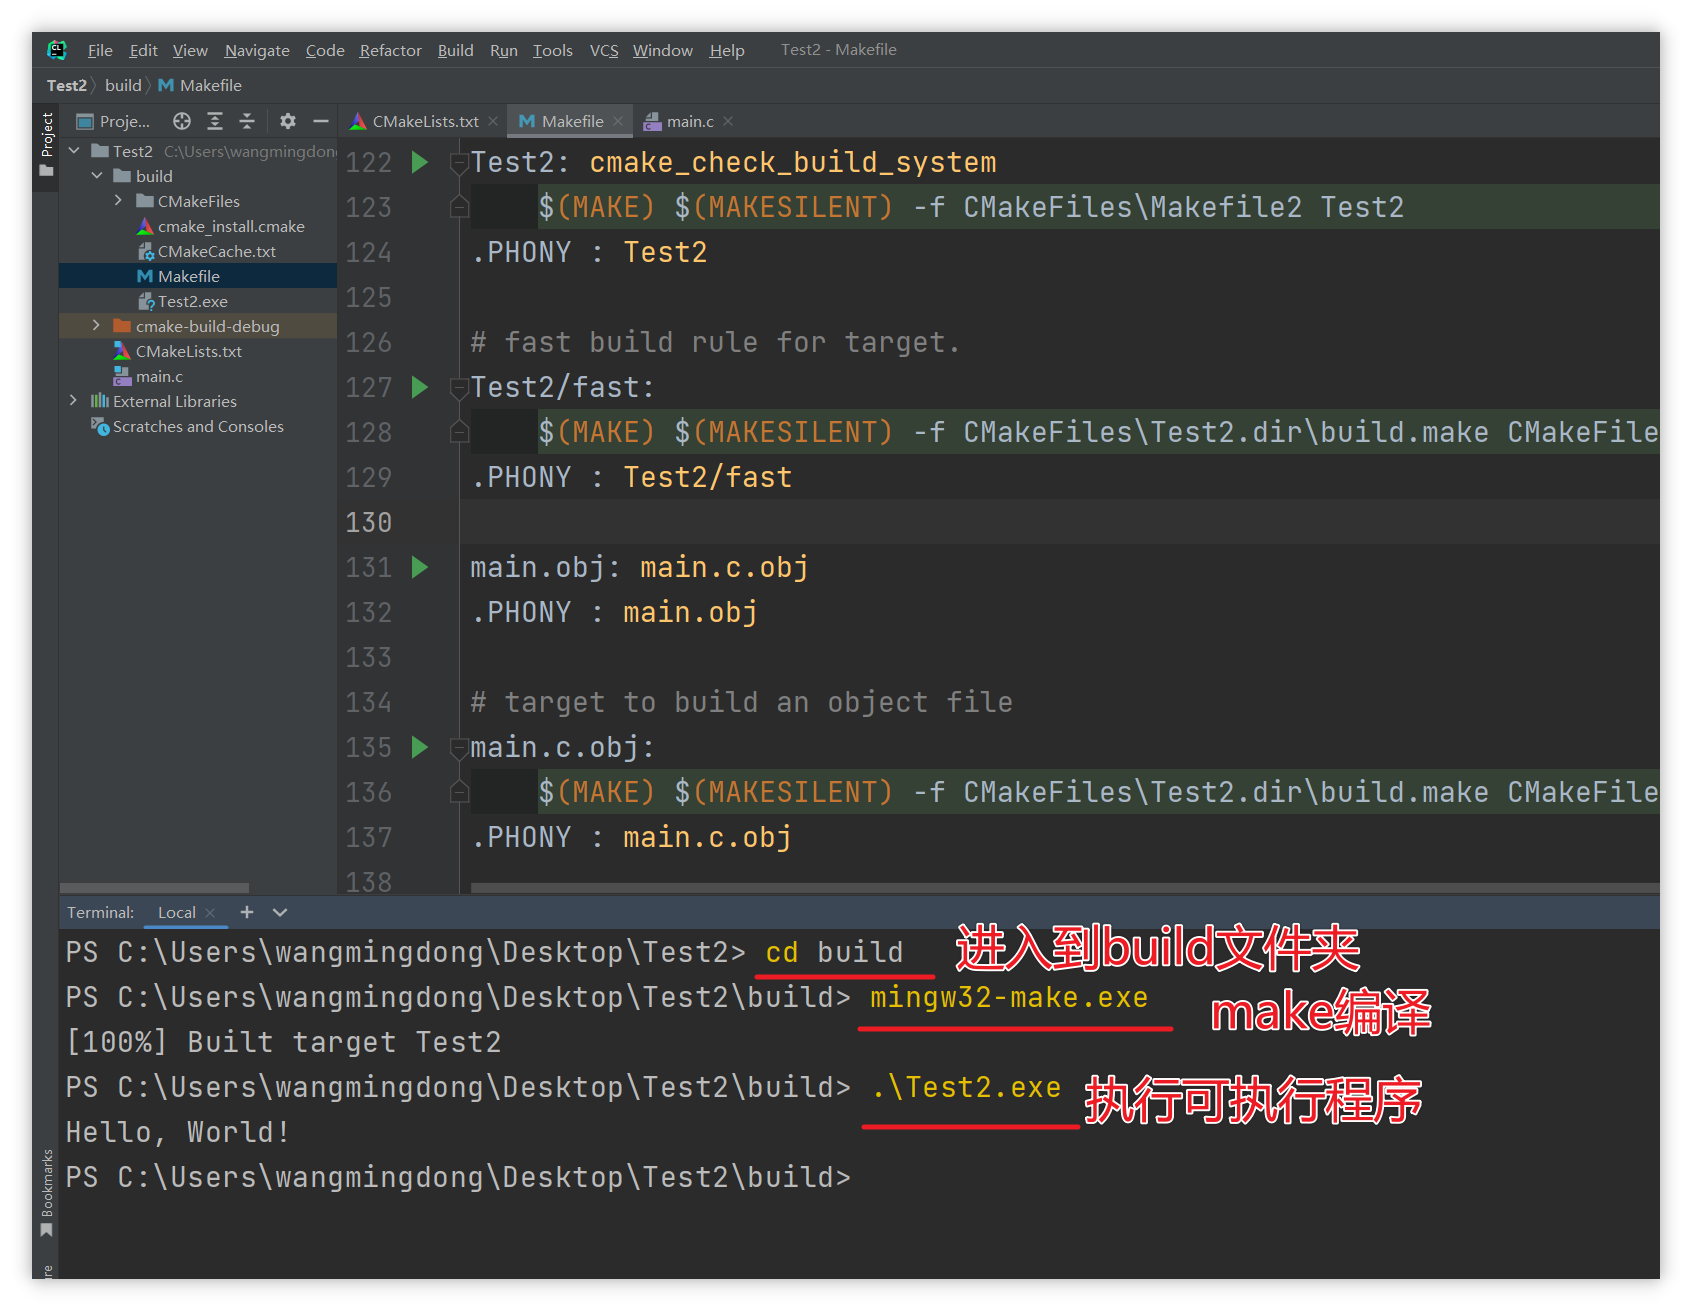 File Edit View Navigate Code Refactor Build Run Tools VCS Window Help Test2 - Makefile
Test2 build Makefile
Project
Proje...
CMakeLists.txt Makefile main.c
Test2 C:\Users\wangmingdong
build
CMakeFiles
cmake_install.cmake
CMakeCache.txt
Makefile
Test2.exe
cmake-build-debug
CMakeLists.txt
main.c
External Libraries
Scratches and Consoles
122 Test2: cmake_check_build_system
123 $(MAKE) $(MAKESILENT) -f CMakeFiles\Makefile2 Test2
124 .PHONY : Test2
125
126 # fast build rule for target.
127 Test2/fast:
128 $(MAKE) $(MAKESILENT) -f CMakeFiles\Test2.dir\build.make CMakeFile
129 .PHONY : Test2/fast
130
131 main.obj: main.c.obj
132 .PHONY : main.obj
133
134 # target to build an object file
135 main.c.obj:
136 $(MAKE) $(MAKESILENT) -f CMakeFiles\Test2.dir\build.make CMakeFile
137 .PHONY : main.c.obj
138
Terminal: Local
PS C:\Users\wangmingdong\Desktop\Test2> cd build 进入到build文件夹
PS C:\Users\wangmingdong\Desktop\Test2\build> mingw32-make.exe make编译
[100%] Built target Test2
PS C:\Users\wangmingdong\Desktop\Test2\build> .\Test2.exe 执行可执行程序
Hello, World!
PS C:\Users\wangmingdong\Desktop\Test2\build>
Bookmarks